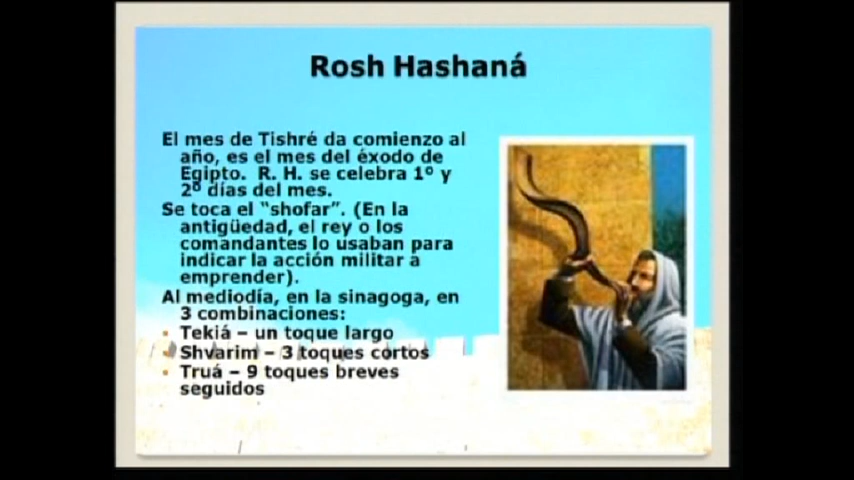 Rosh Hashaná
El mes de Tishré da comienzo al
año, es el mes del éxodo de
Egipto. R. H. se celebra 1º y
2º días del mes.
Se toca el “shofar”. (En la
antigüedad, el rey o los
comandantes lo usaban para
indicar la acción militar a
emprender).
Al mediodía, en la sinagoga, en
3 combinaciones:
Tekiá – un toque largo
Shvarim – 3 toques cortos
Truá – 9 toques breves
seguidos